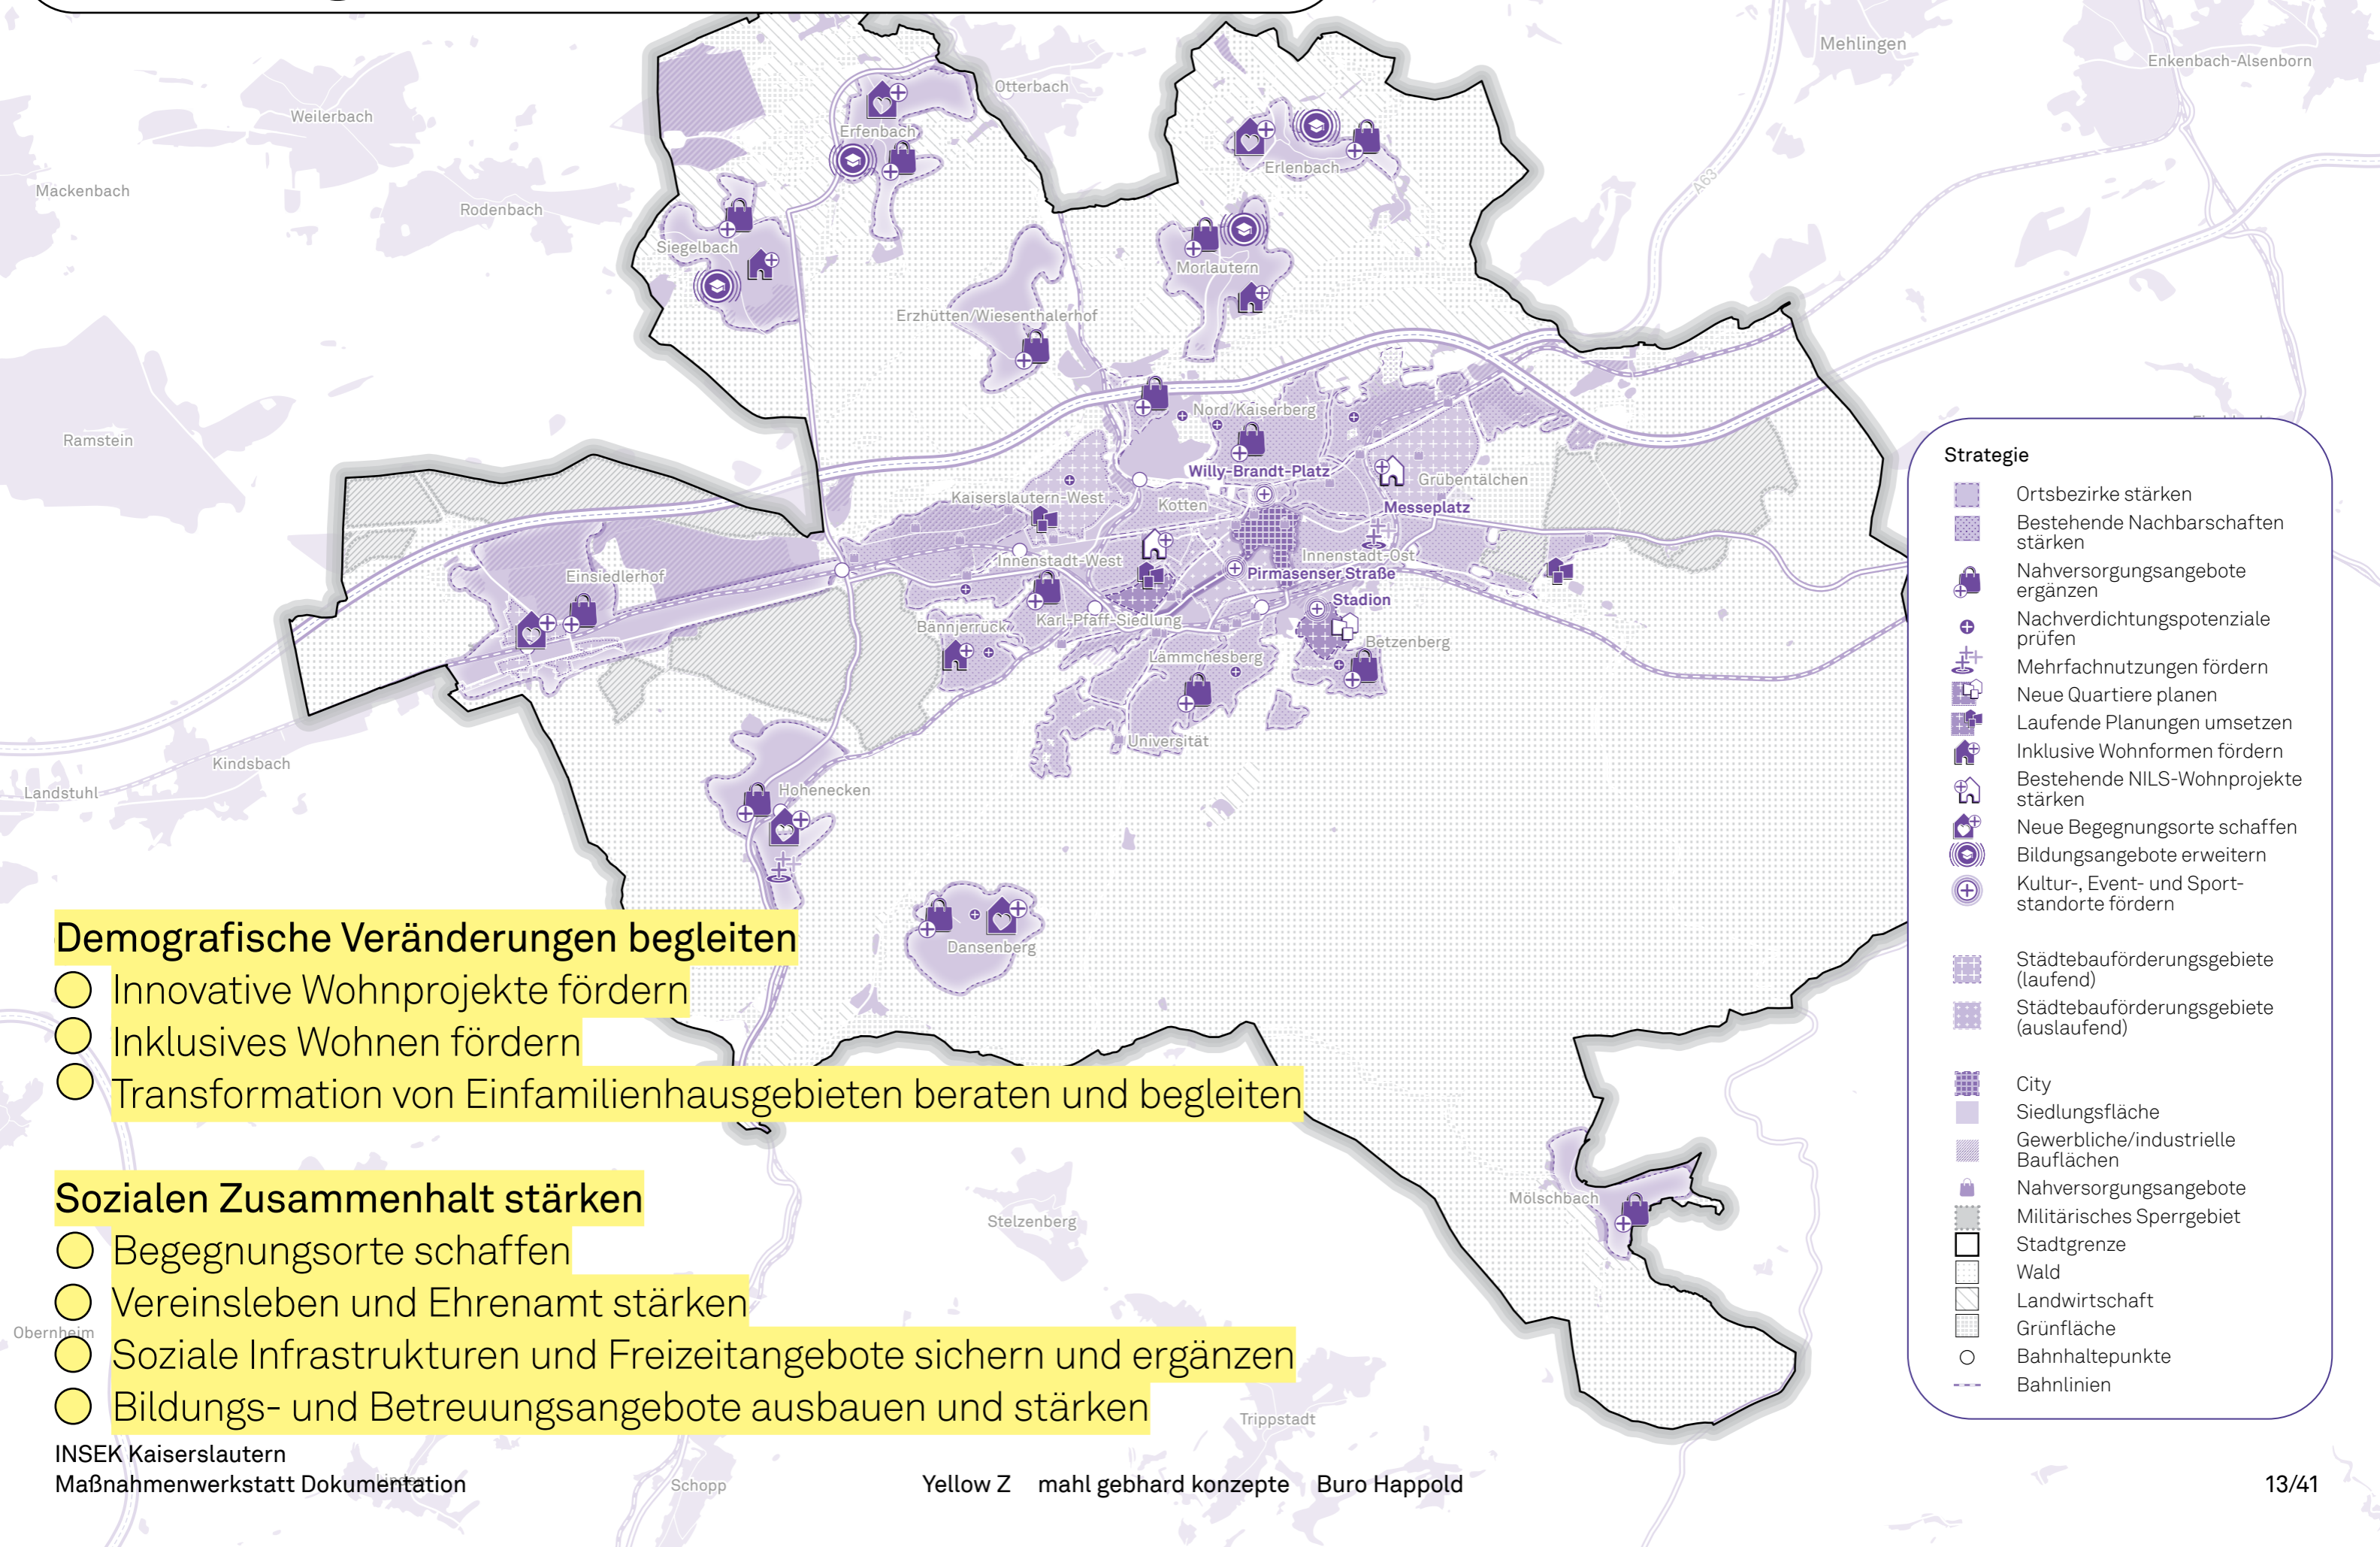 Mehlingen
Enkenbach-Alsenborn
Otterbach
Weilerbach
Erfenbach
Erlenbach
A63
Mackenbach
Rodenbach
Siegelbach
Morlautern
Erzhütten/Wiesenthalerhof
Ramstein
Nord/Kaiserberg
Willy-Brandt-Platz
Grübentälchen
Kaiserslautern-West
Kotten
Messeplatz
Innenstadt-West
Innenstadt-Ost
Einsiedlerhof
Pirmasenser Straße
Stadion
Bännjerrück
Karl-Pfaff-Siedlung
Betzenberg
Lämmchesberg
Universität
Kindsbach
Landstuhl
Hohenecken
Dansenberg
Mölschbach
Stelzenberg
Obernheim
Trippstadt
Linden
Schopp
Strategie
Ortsbezirke stärken
Bestehende Nachbarschaften
stärken
Nahversorgungsangebote
ergänzen
Nachverdichtungspotenziale
prüfen
Mehrfachnutzungen fördern
Neue Quartiere planen
Laufende Planungen umsetzen
Inklusive Wohnformen fördern
Bestehende NILS-Wohnprojekte
stärken
Neue Begegnungsorte schaffen
Bildungsangebote erweitern
Kultur-, Event- und Sport-
standorte fördern
Städtebauförderungsgebiete
(laufend)
Städtebauförderungsgebiete
(auslaufend)
City
Siedlungsfläche
Gewerbliche/industrielle
Bauflächen
Nahversorgungsangebote
Militärisches Sperrgebiet
Stadtgrenze
Wald
Landwirtschaft
Grünfläche
Bahnhaltepunkte
Bahnlinien
Demografische Veränderungen begleiten
Innovative Wohnprojekte fördern
Inklusives Wohnen fördern
Transformation von Einfamilienhausgebieten beraten und begleiten
Sozialen Zusammenhalt stärken
Begegnungsorte schaffen
Vereinsleben und Ehrenamt stärken
Soziale Infrastrukturen und Freizeitangebote sichern und ergänzen
Bildungs- und Betreuungsangebote ausbauen und stärken
INSEK Kaiserslautern
Maßnahmenwerkstatt Dokumentation
Yellow Z mahl gebhard konzepte Buro Happold
13/41